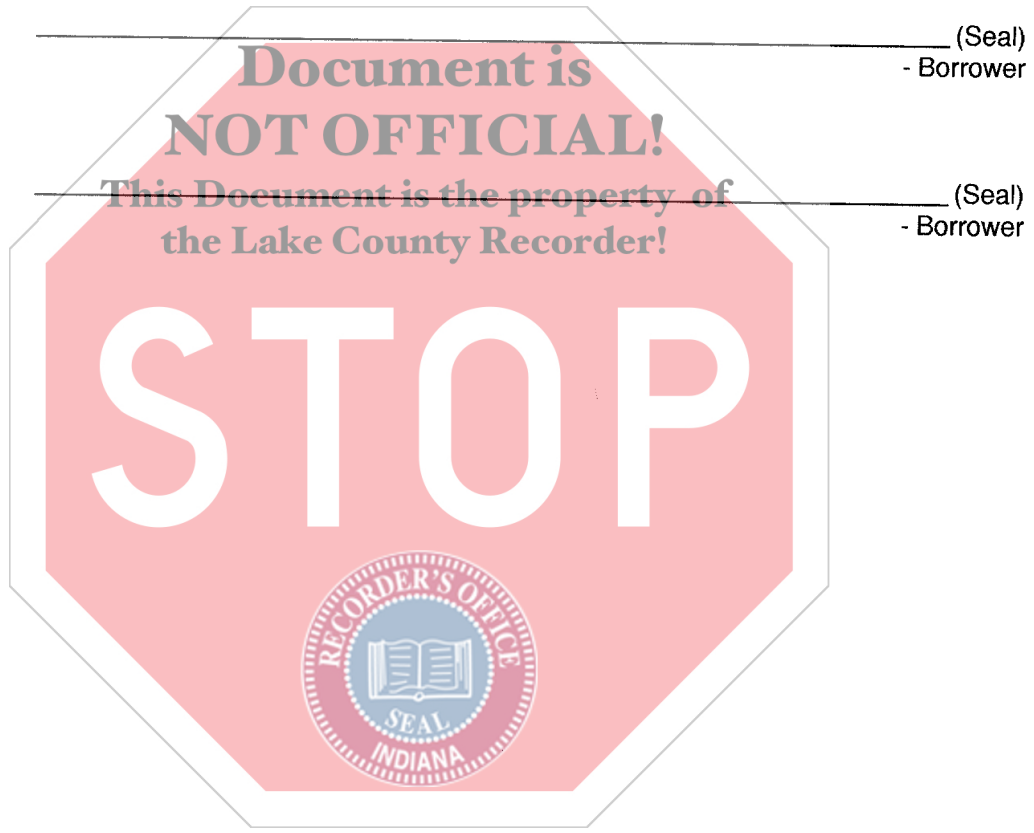 (Seal)
- Borrower
Document is
NOT OFFICIAL!
This Document is the property of
the Lake County Recorder!
(Seal)
- Borrower
STOP
RECORDER'S OFFICE
SEAL
INDIANA